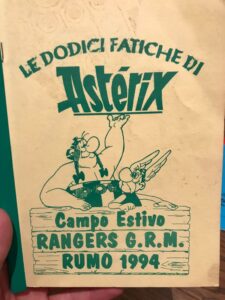 LE DODICI FATICHE DI
Astérix
Campo Estivo
RANGERS G.R.M.
RUMO 1994